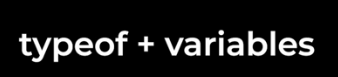 typeof + variables